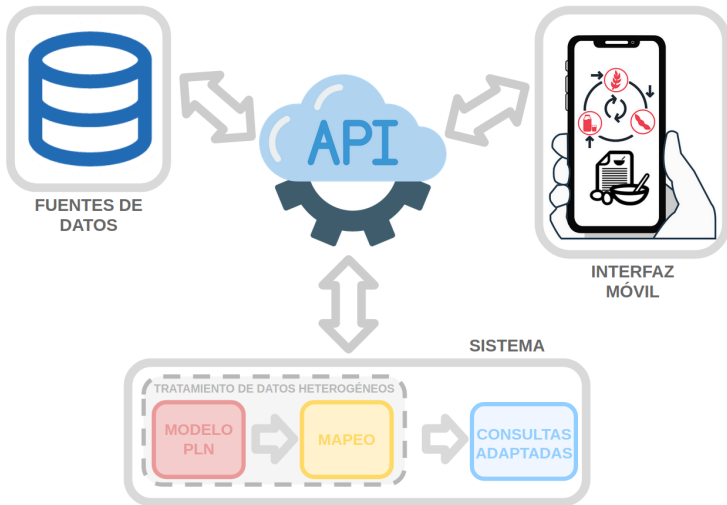 API
FUENTES DE
DATOS
INTERFAZ
MÓVIL
SISTEMA
TRATAMIENTO DE DATOS HETEROGÉNEOS
MODELO
PLN
MAPEO
CONSULTAS
ADAPTADAS